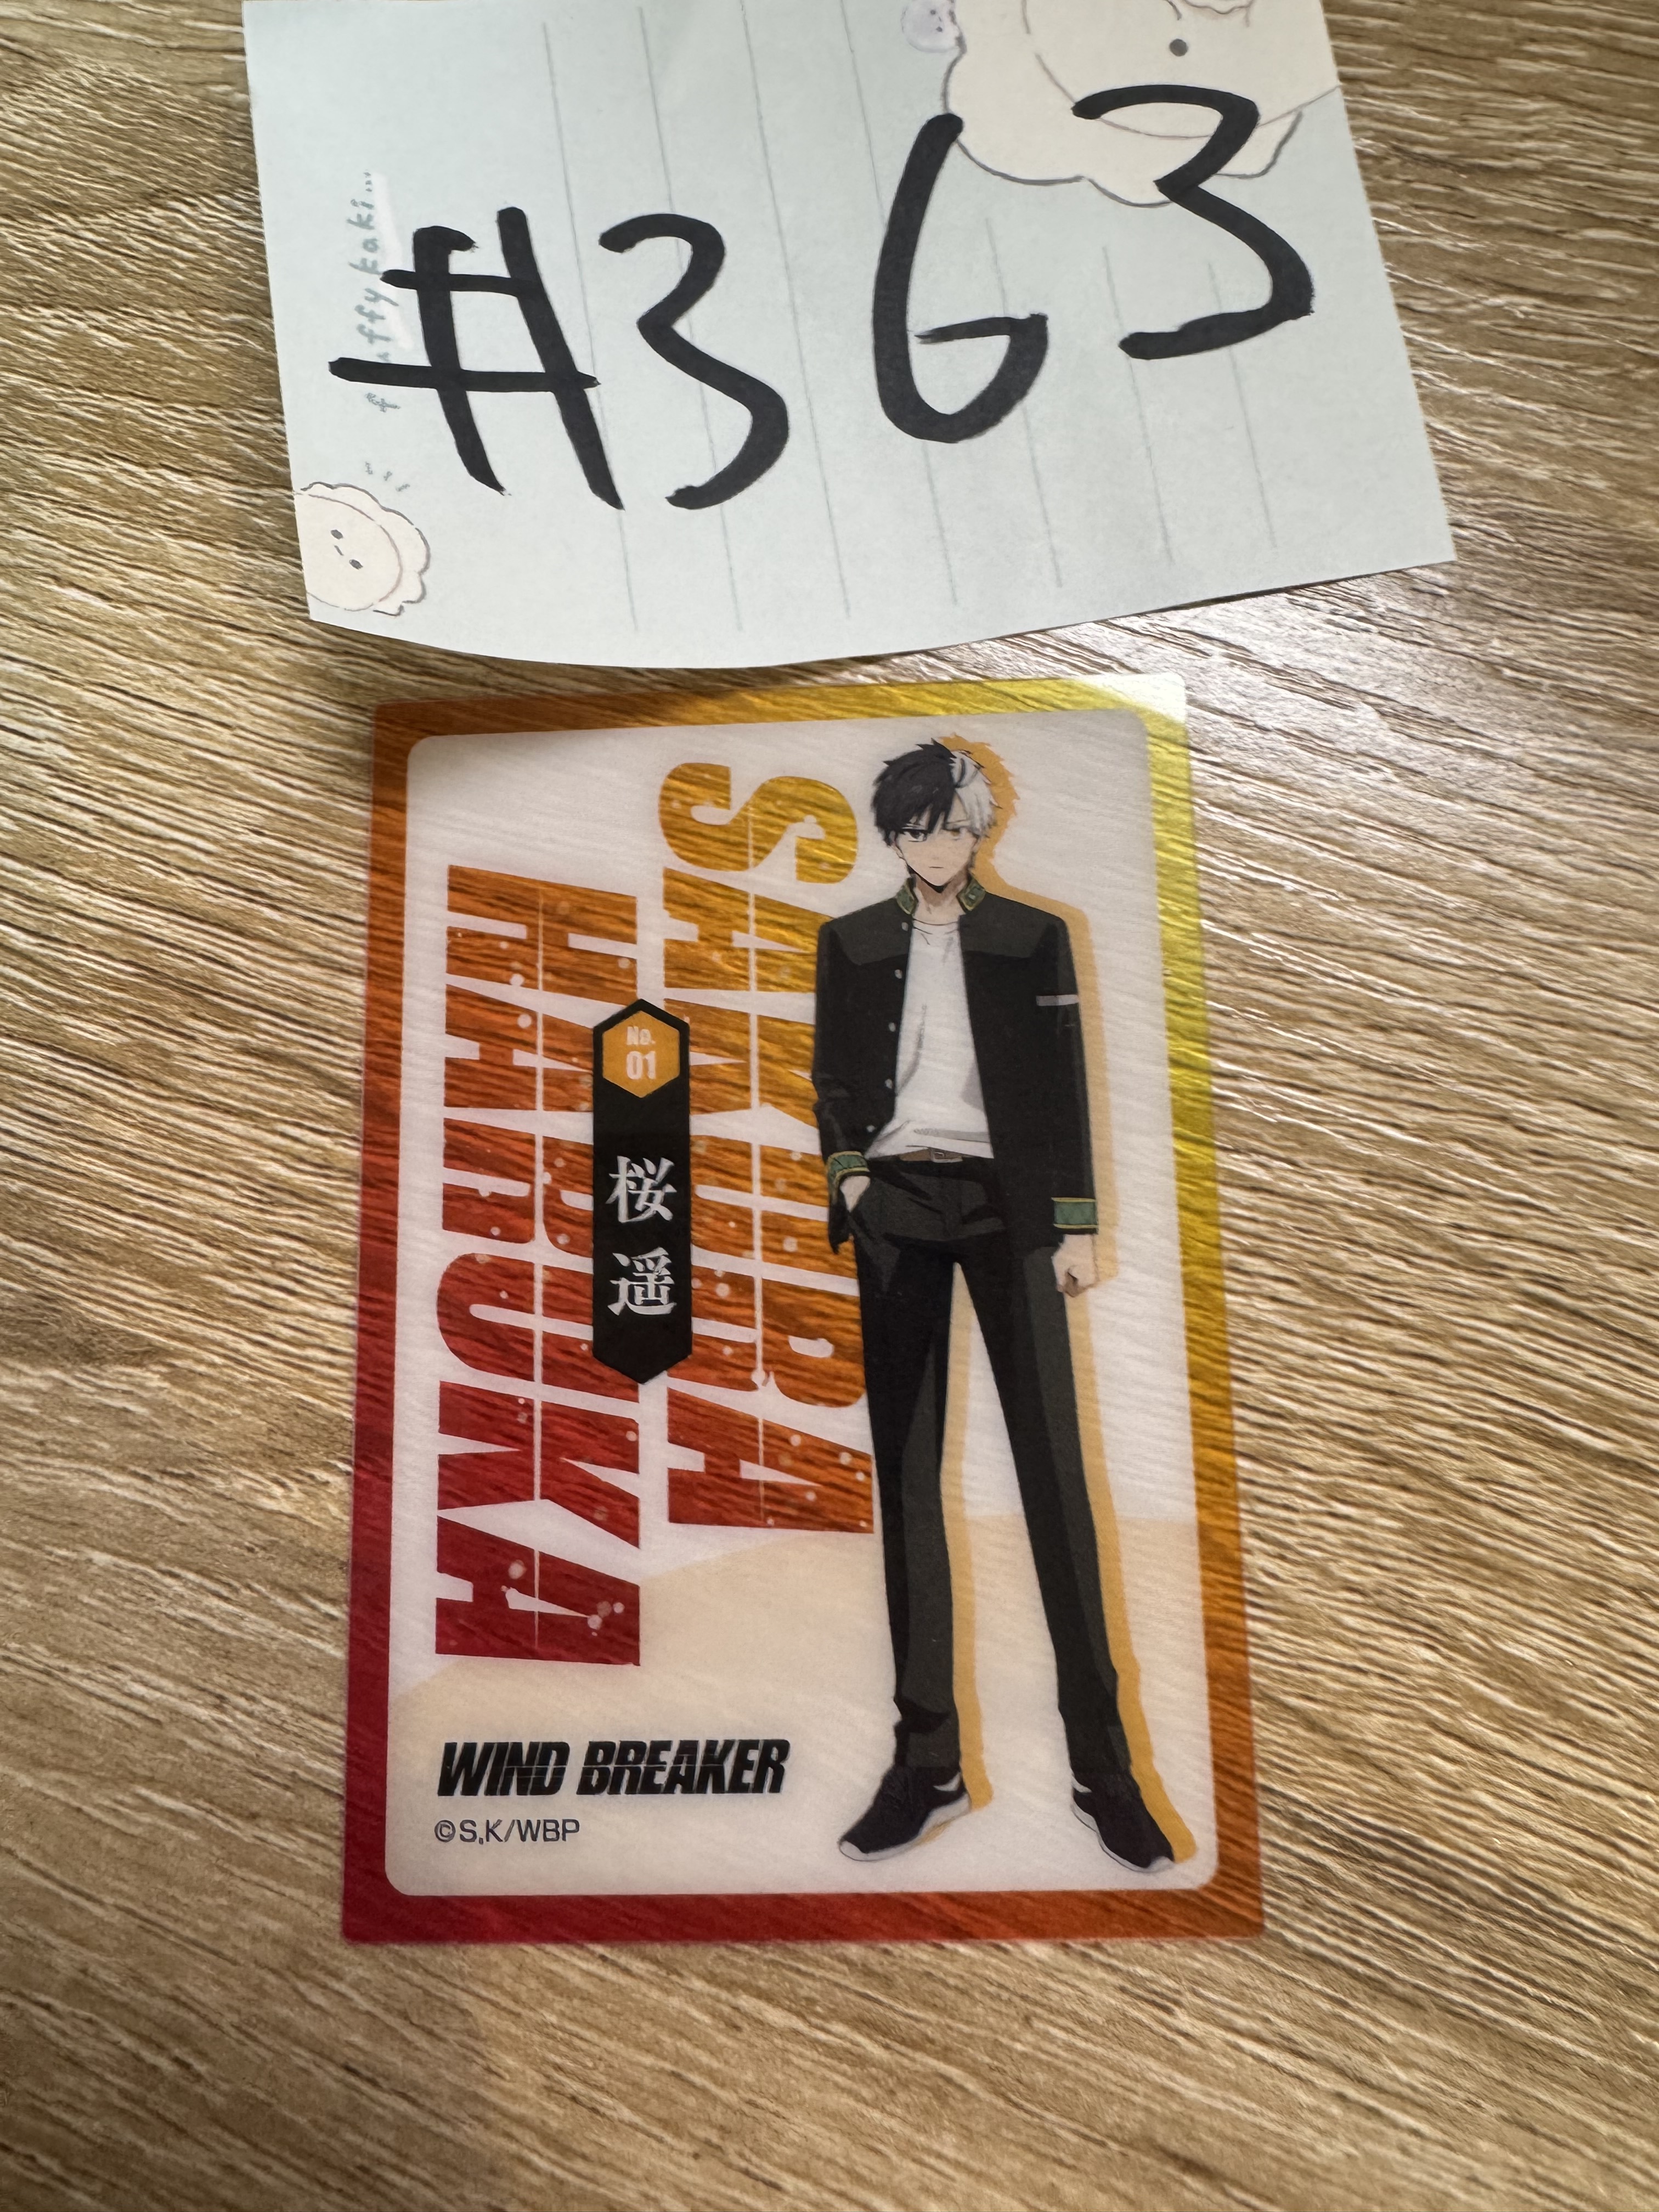 #363
fluffy kaki...
SAKURA
HARUKA
No.
01
桜遥
WIND BREAKER
©S.K/WBP